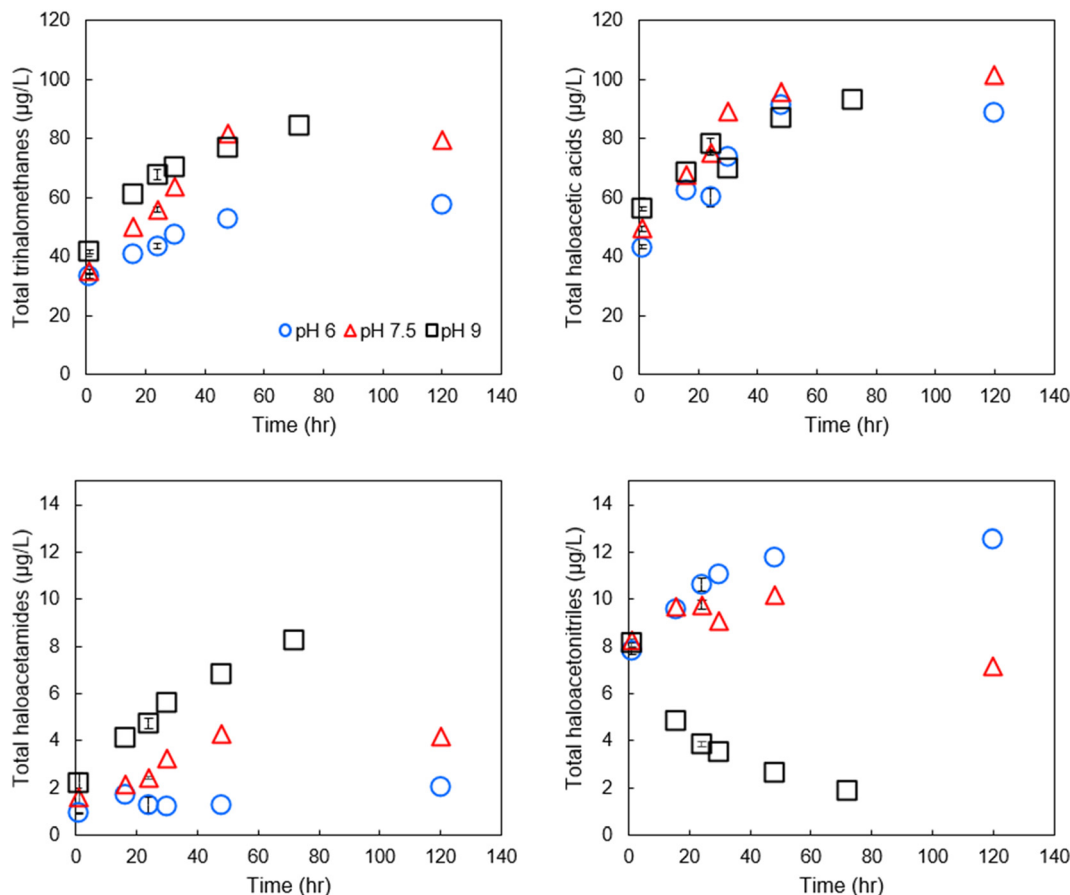 Total trihalomethanes (µg/L)
120
100
80
60
40
20
0
pH 6 pH 7.5 pH 9
0 20 40 60 80 100 120 140
Time (hr)
Total haloacetic acids (µg/L)
120
100
80
60
40
20
0
0 20 40 60 80 100 120 140
Time (hr)
Total haloacetamides (µg/L)
14
12
10
8
6
4
2
0
0 20 40 60 80 100 120 140
Time (hr)
Total haloacetonitriles (µg/L)
14
12
10
8
6
4
2
0
0 20 40 60 80 100 120 140
Time (hr)